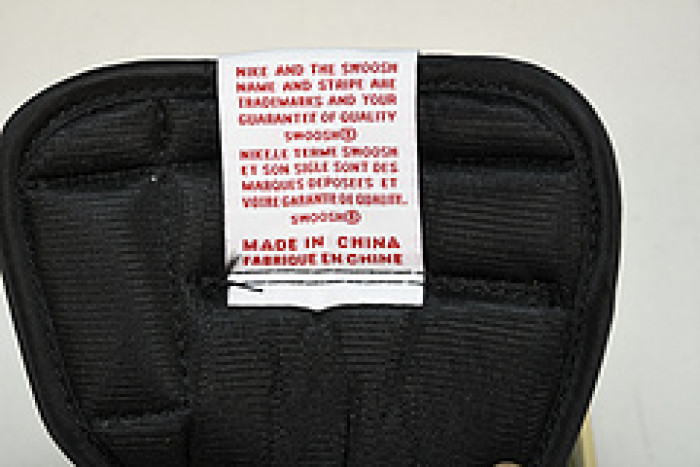 NIKE AND THE SWOOSH
NAME AND STRIPE ARE
TRADEMARKS AND YOUR
GUARANTEE OF QUALITY
SWOOSH®
NIKE,LE TERME SWOOSH
ET SON SIGLE SONT DES
MARQUES DEPOSEES ET
VOTRE GARANTIE DE QUALITY.
SWOOSH®
MADE IN CHINA
FABRIQUE EN CHINE